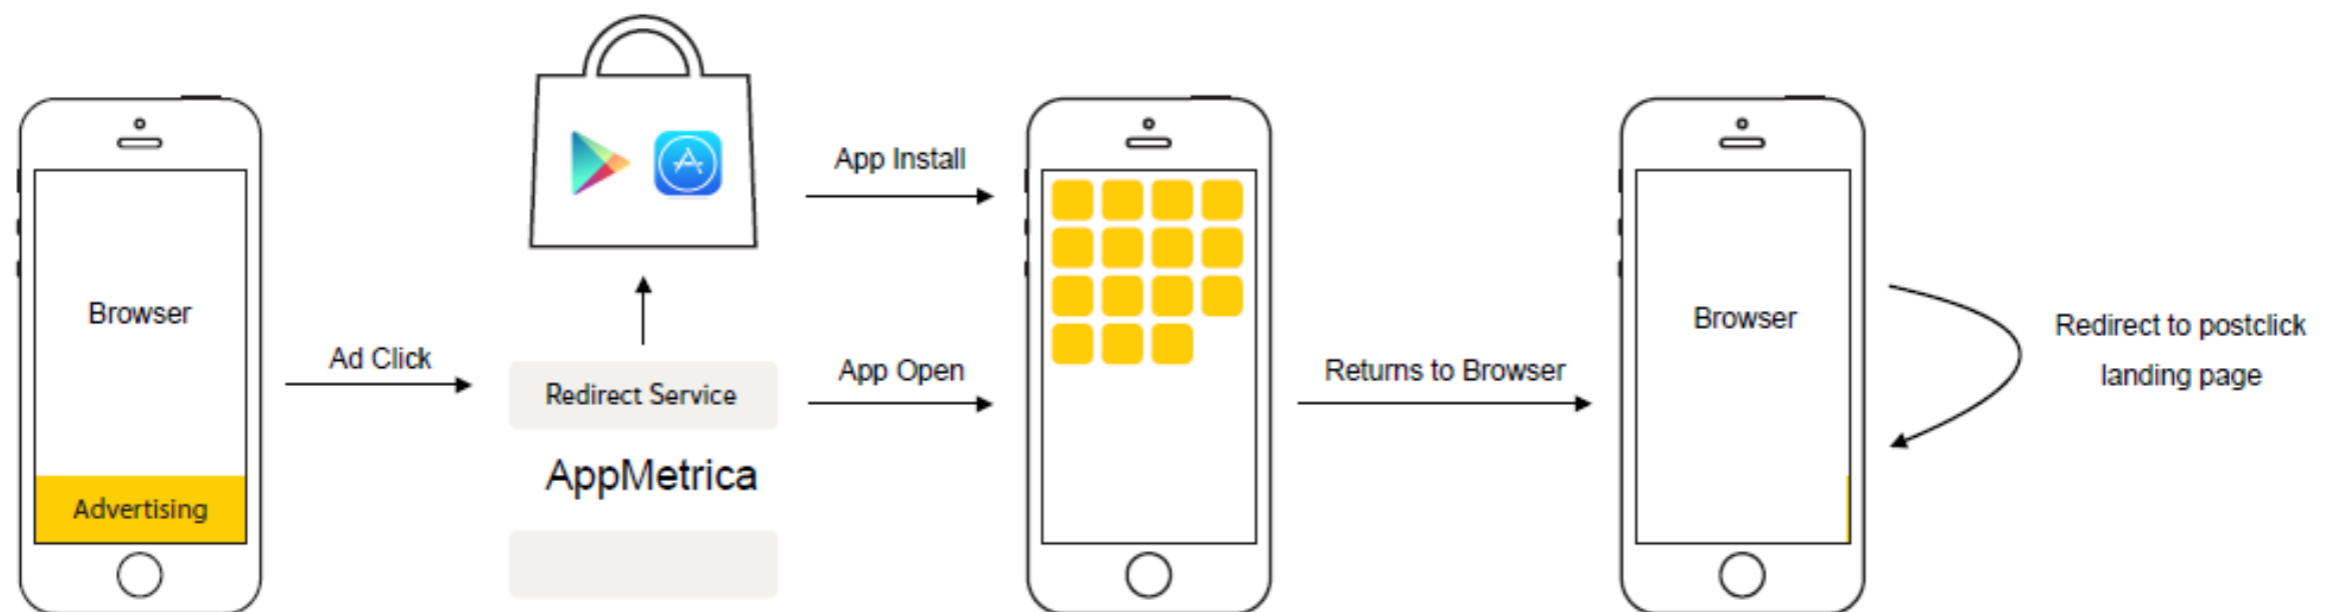 Browser
Advertising
Ad Click
Redirect Service
AppMetrica
App Install
App Open
Returns to Browser
Browser
Redirect to postclick
landing page